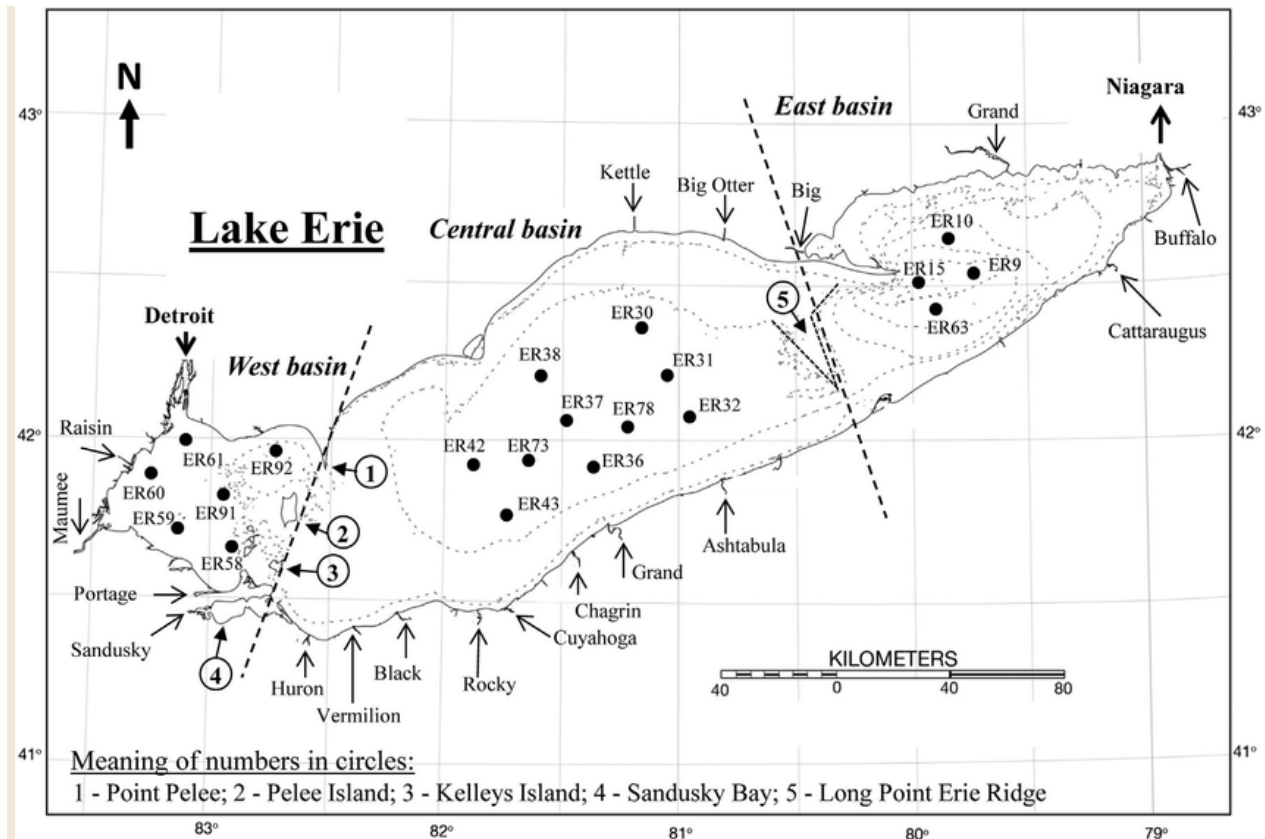 N
43°
43°
East basin
Niagara
Grand
Kettle
Big Otter
Big
Lake Erie
Central basin
ER10
Buffalo
ER15
ER9
5
ER30
ER63
Cattaraugus
Detroit
West basin
ER38
ER31
ER37
ER78
ER32
42°
42°
Raisin
ER61
ER92
ER42
ER73
ER36
1
ER60
ER91
Maumee
ER59
ER43
2
Ashtabula
ER58
3
Grand
Portage
Chagrin
Sandusky
Cuyahoga
4
Huron
Black
Rocky
Vermilion
KILOMETERS
40 0 40 80
41°
41°
Meaning of numbers in circles:
1 - Point Pelee; 2 - Pelee Island; 3 - Kelleys Island; 4 - Sandusky Bay; 5 - Long Point Erie Ridge
83° 82° 81° 80° 79°